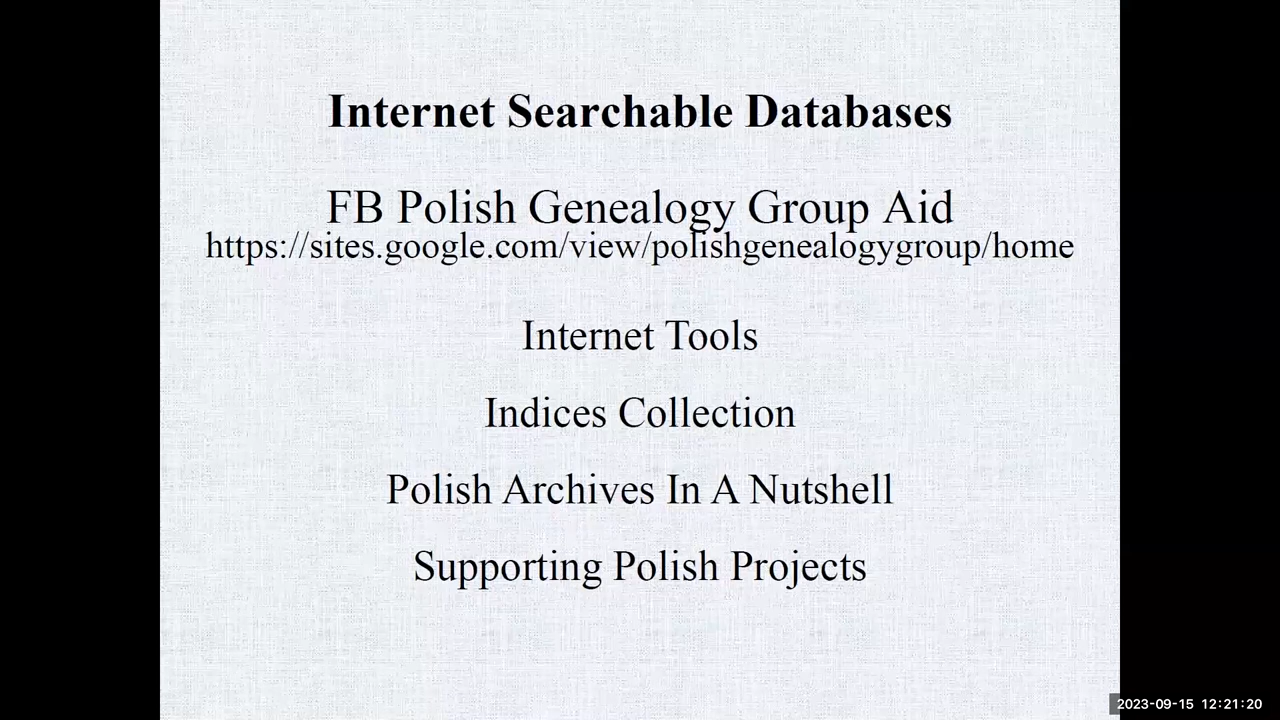 Internet Searchable Databases
FB Polish Genealogy Group Aid
https://sites.google.com/view/polishgenealogygroup/home
Internet Tools
Indices Collection
Polish Archives In A Nutshell
Supporting Polish Projects
2023-09-15 12:21:20